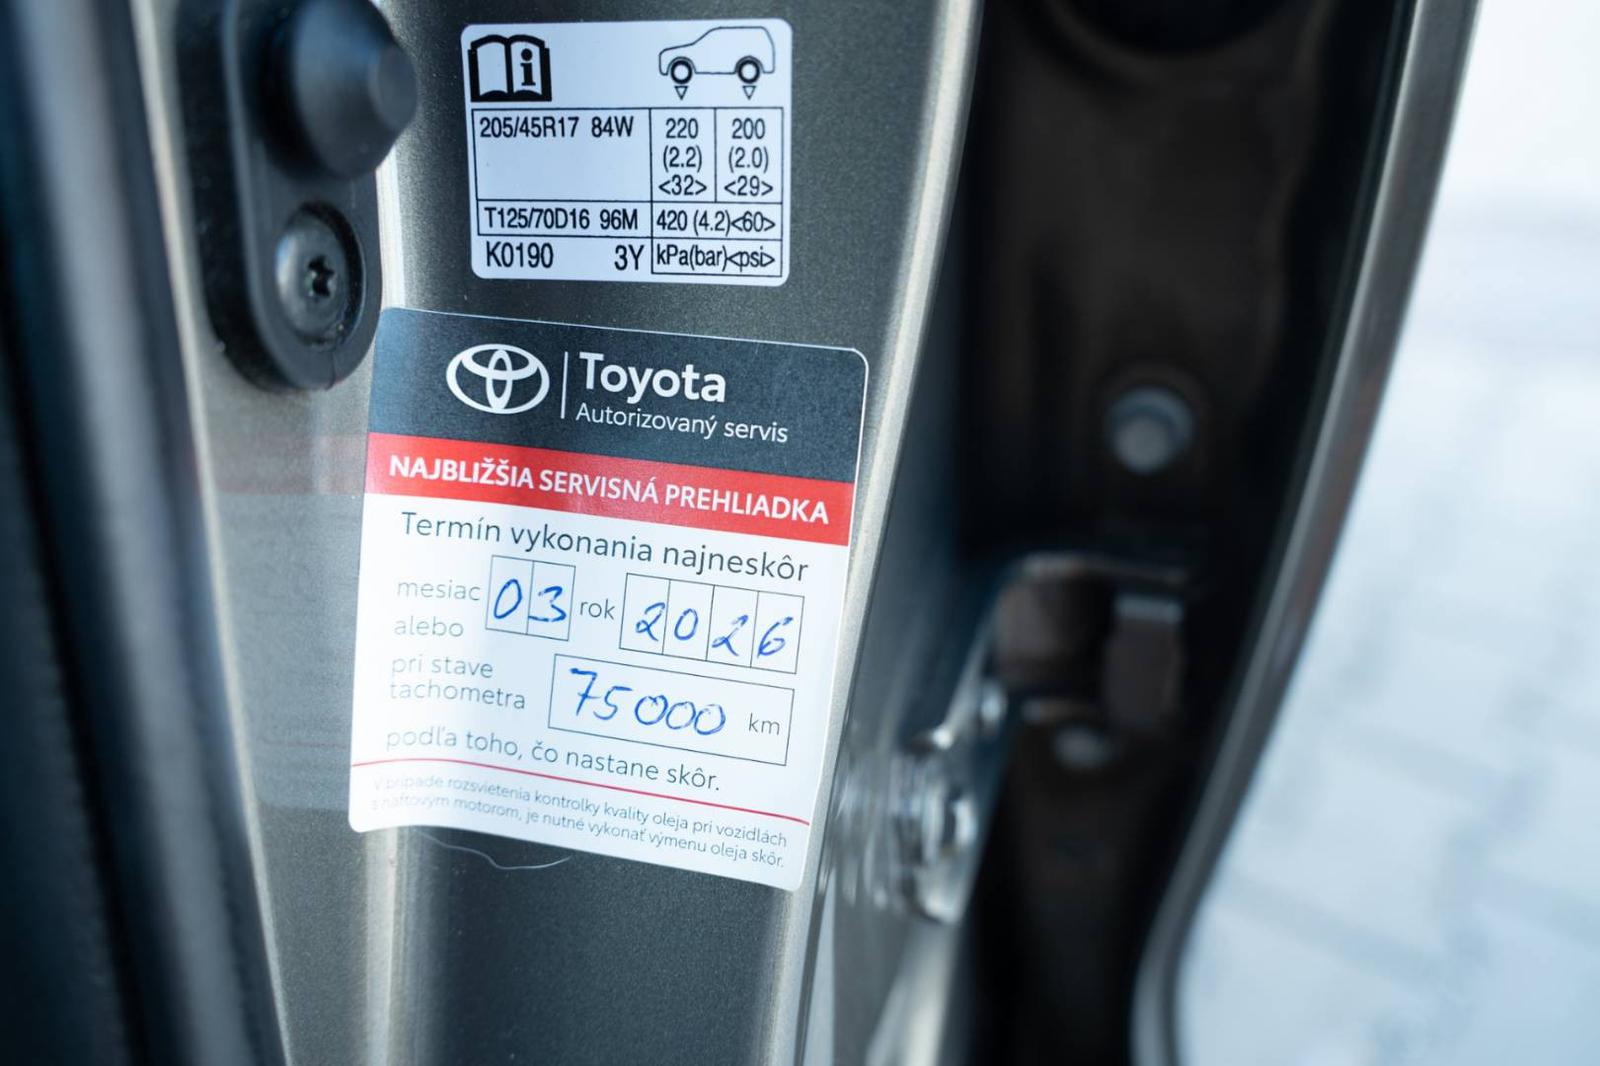 i
205/45R17 84W 220 200
(2.2) (2.0)
<32> <29>
T125/70D16 96M 420 (4.2)<60>
K0190 3Y kPa(bar)<psi>
Toyota
Autorizovaný servis
NAJBLIŽŠIA SERVISNÁ PREHLIADKA
Termín vykonania najneskôr
mesiac 03 rok 2026
alebo
pri stave
tachometra 75000 km
podľa toho, čo nastane skôr.
V prípade rozsvietenia kontrolky kvality oleja pri vozidlách
s naftovým motorom, je nutné vykonať výmenu oleja skôr.